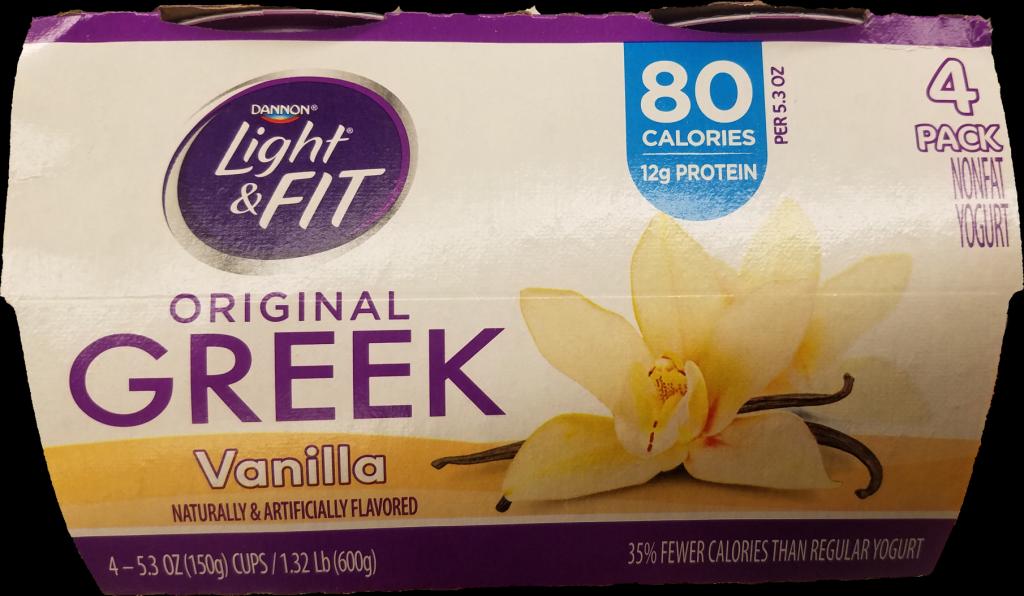 DANNON®
Light®
& FIT
80
CALORIES
12g PROTEIN
PER 5.3 OZ
4
PACK
NONFAT
YOGURT
ORIGINAL
GREEK
Vanilla
NATURALLY & ARTIFICIALLY FLAVORED
4 – 5.3 OZ (150g) CUPS / 1.32 Lb (600g)
35% FEWER CALORIES THAN REGULAR YOGURT